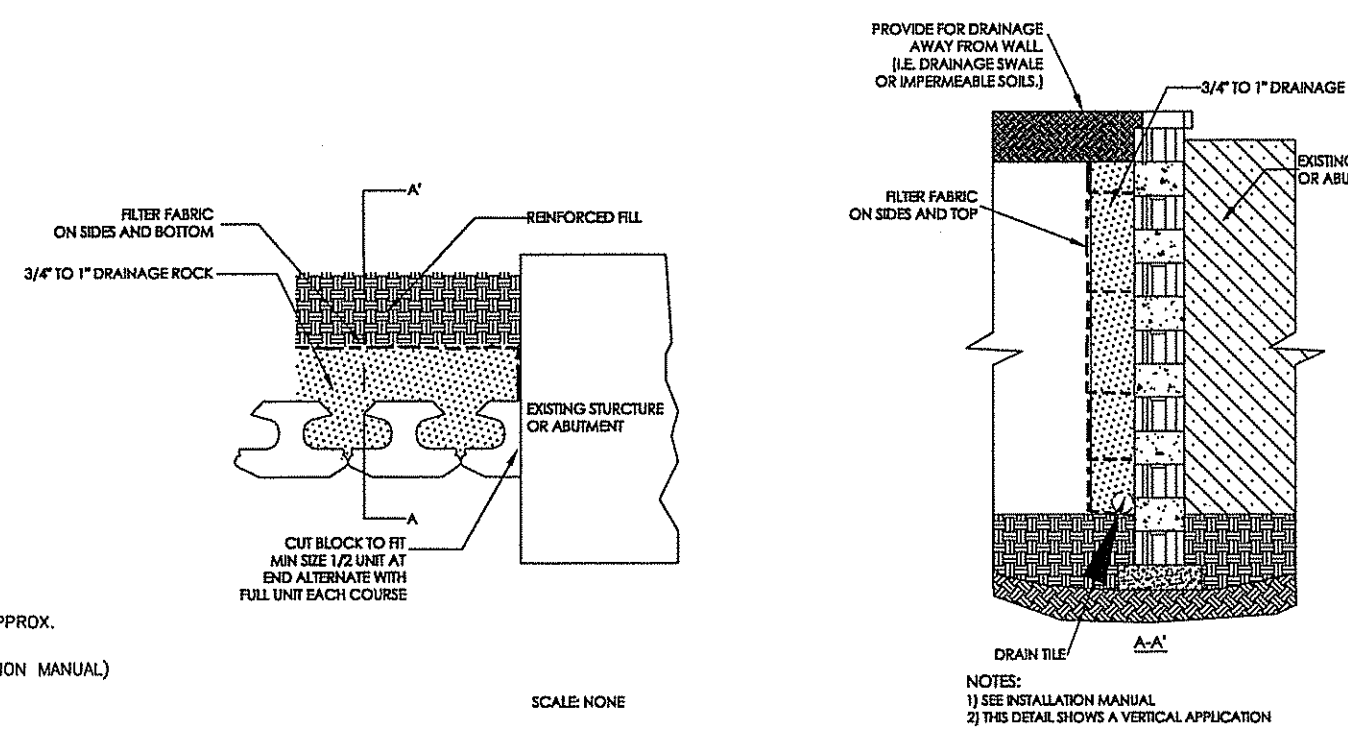 PROVIDE FOR DRAINAGE
AWAY FROM WALL.
(I.E. DRAINAGE SWALE
OR IMPERMEABLE SOILS.)
3/4" TO 1" DRAINAGE
EXISTING
OR
FILTER FABRIC
ON SIDES AND TOP
A'
FILTER FABRIC
ON SIDES AND BOTTOM
REINFORCED FILL
3/4" TO 1" DRAINAGE ROCK
EXISTING STURCTURE
OR ABUTMENT
A
CUT BLOCK TO FIT
MIN SIZE 1/2 UNIT AT
END ALTERNATE WITH
FULL UNIT EACH COURSE
MANUAL)
SCALE: NONE
DRAIN TILE
A-A'
NOTES:
1) SEE INSTALLATION MANUAL
2) THIS DETAIL SHOWS A VERTICAL APPLICATION